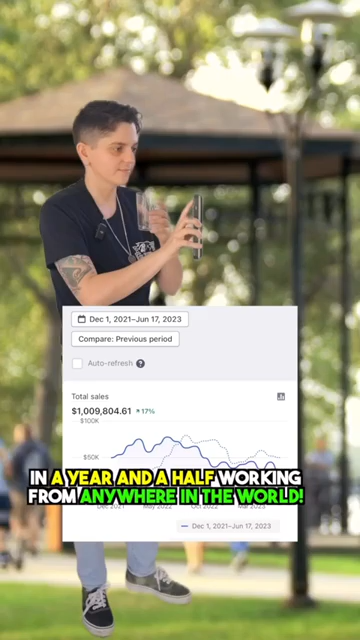 Dec 1, 2021–Jun 17, 2023
Compare: Previous period
Auto-refresh ?
Total sales
$1,009,804.61 17%
$100K
$50K
IN A YEAR AND A HALF WORKING
FROM ANYWHERE IN THE WORLD!
Dec 2021 May 2022 Oct 2022 Mar 2023
Dec 1, 2021–Jun 17, 2023